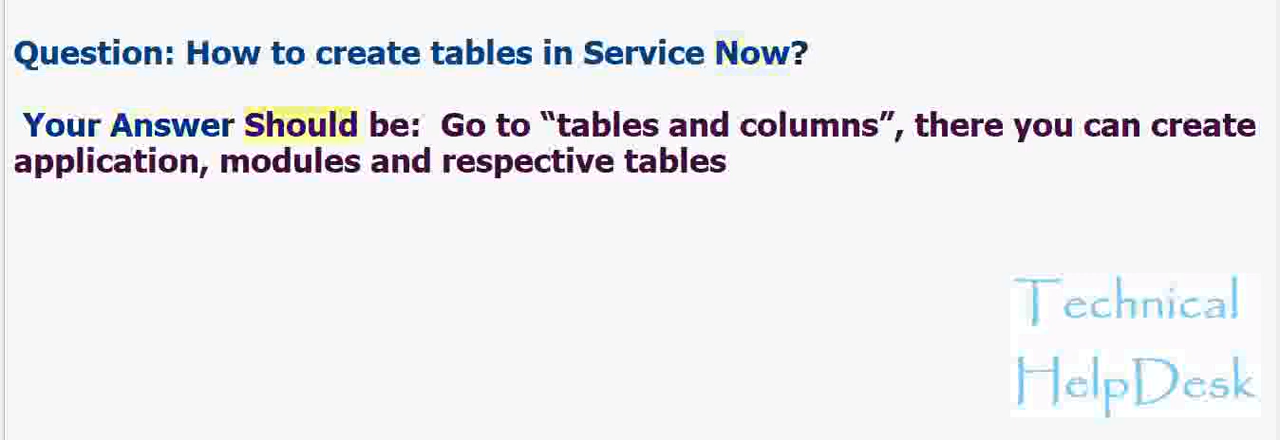 Question: How to create tables in Service Now?
Your Answer Should be:  Go to “tables and columns”, there you can create
application, modules and respective tables
Technical
HelpDesk